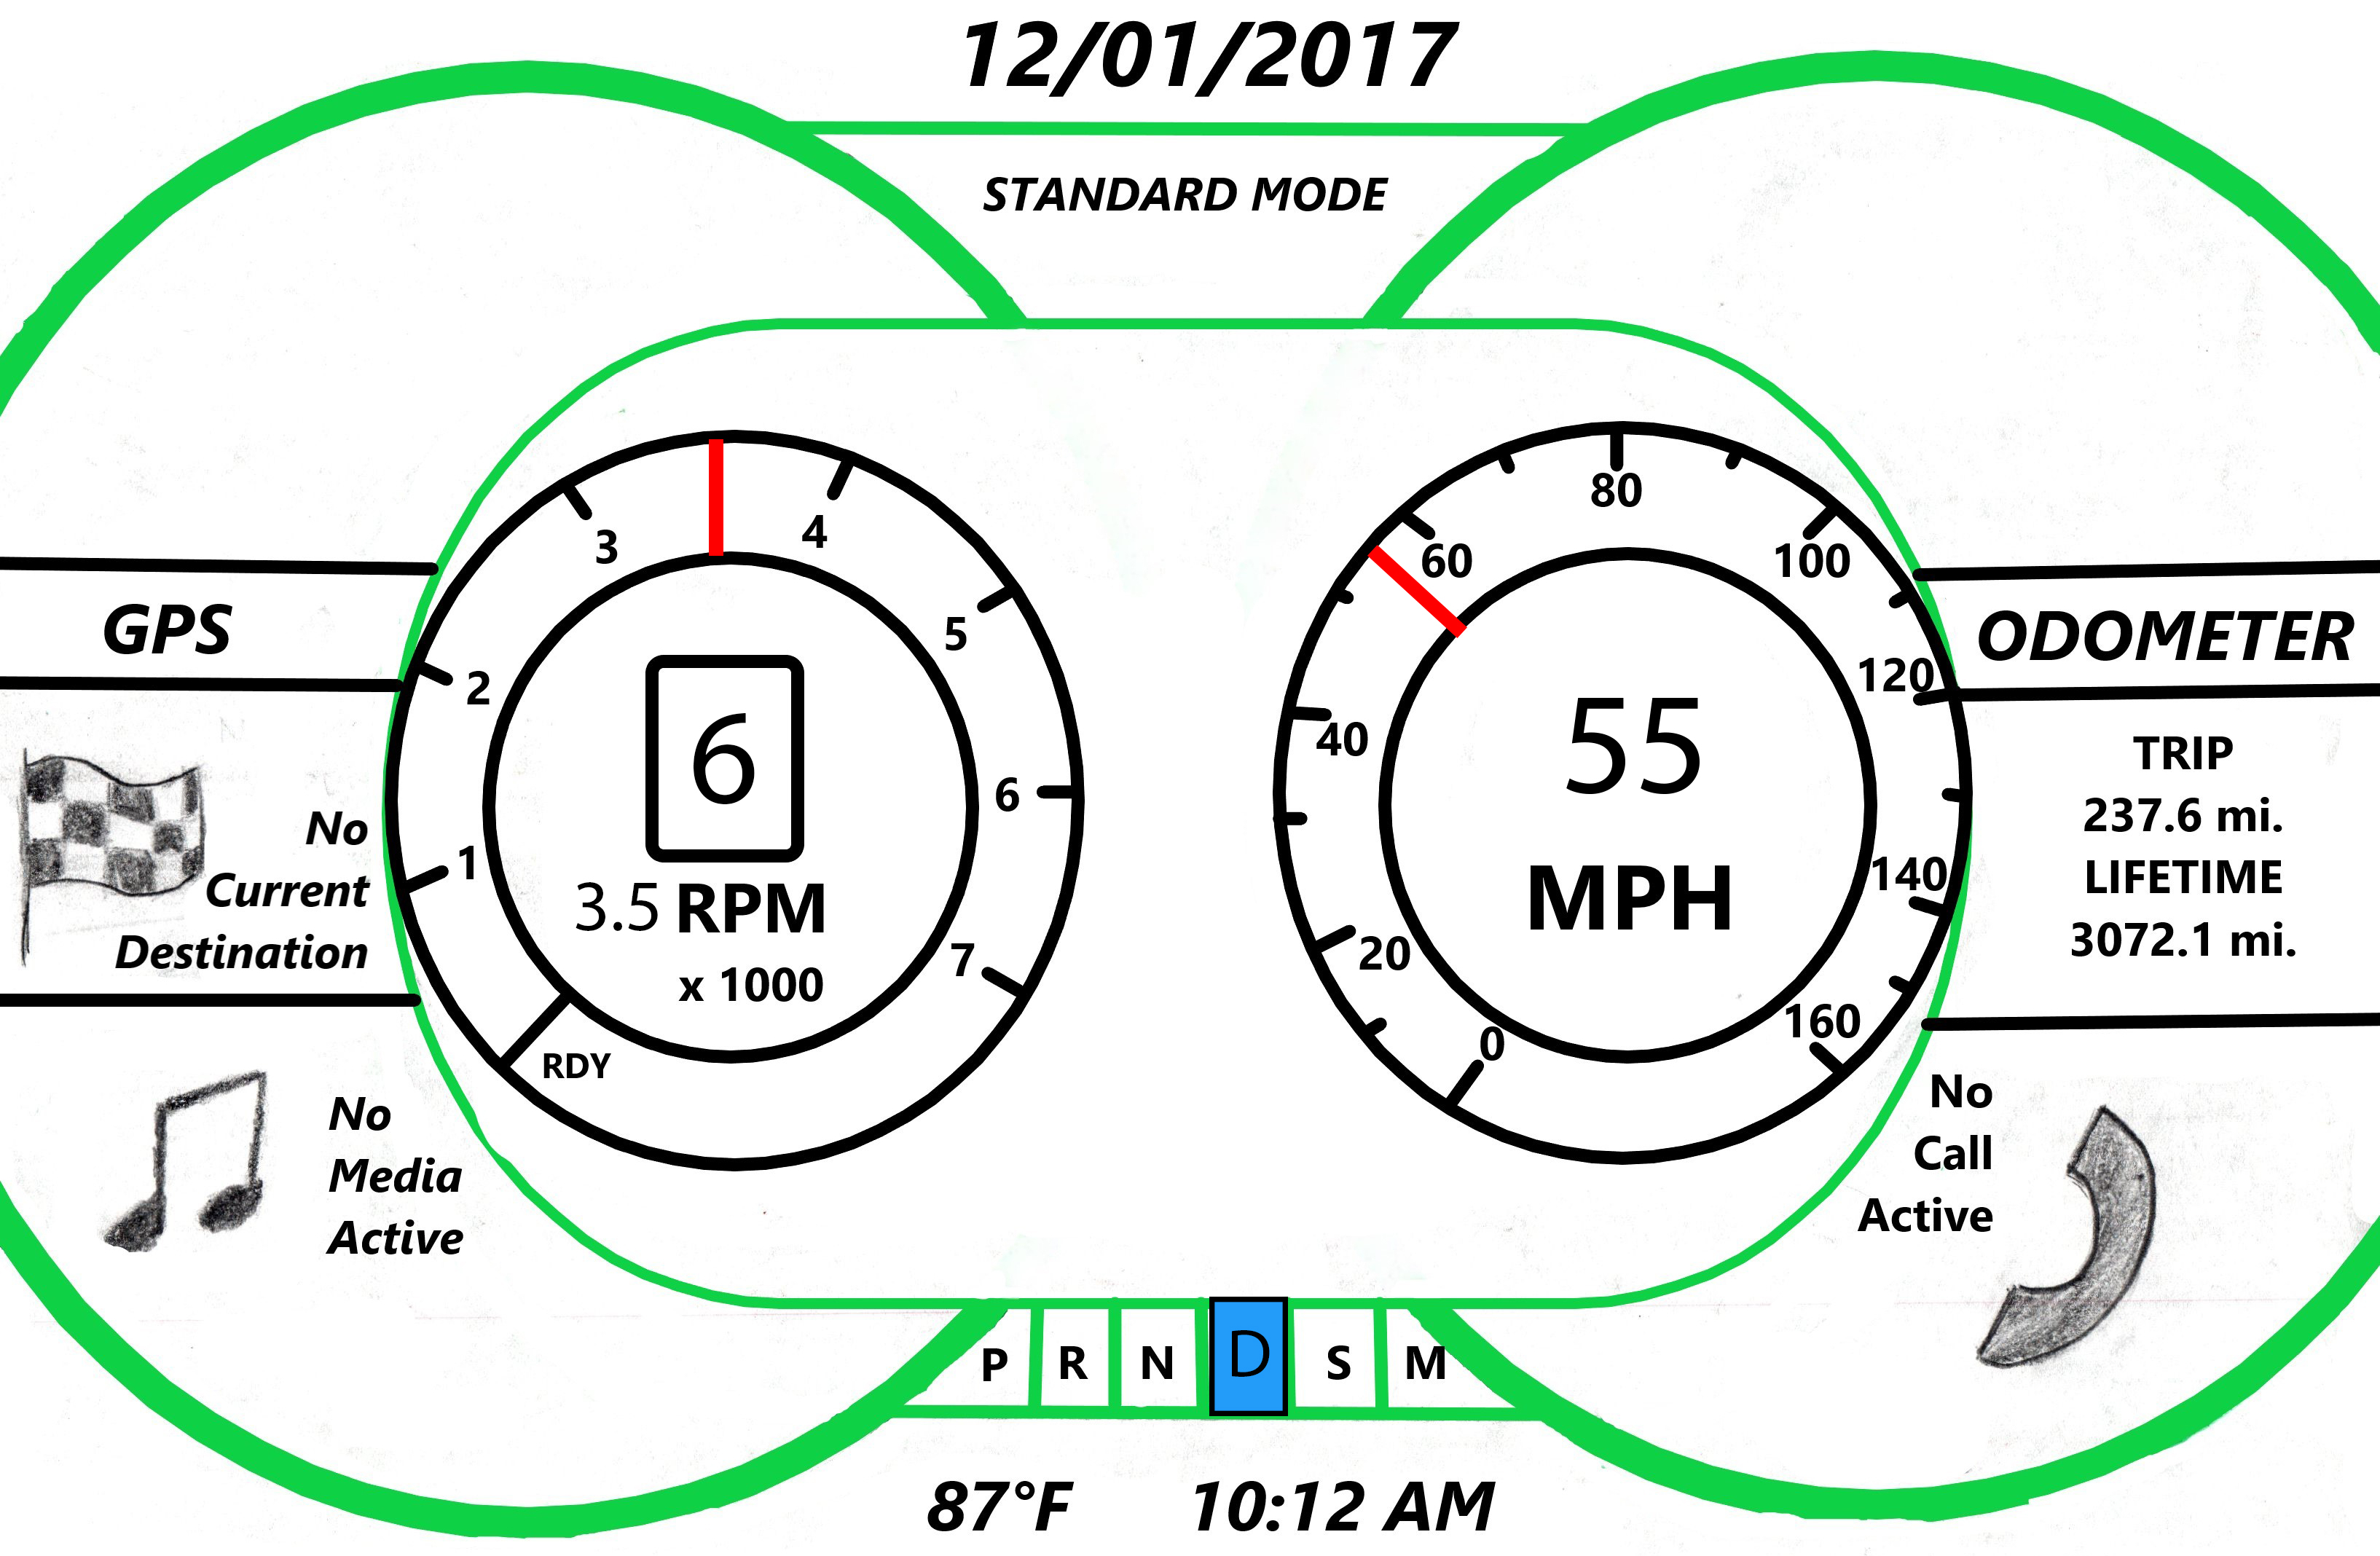 12/01/2017
STANDARD MODE
GPS
No
Current
Destination
No
Media
Active
3
4
2
5
1
6
7
RDY
6
3.5 RPM
x 1000
80
60
100
40
120
20
140
0
160
55
MPH
ODOMETER
TRIP
237.6 mi.
LIFETIME
3072.1 mi.
No
Call
Active
P R N D S M
87°F 10:12 AM